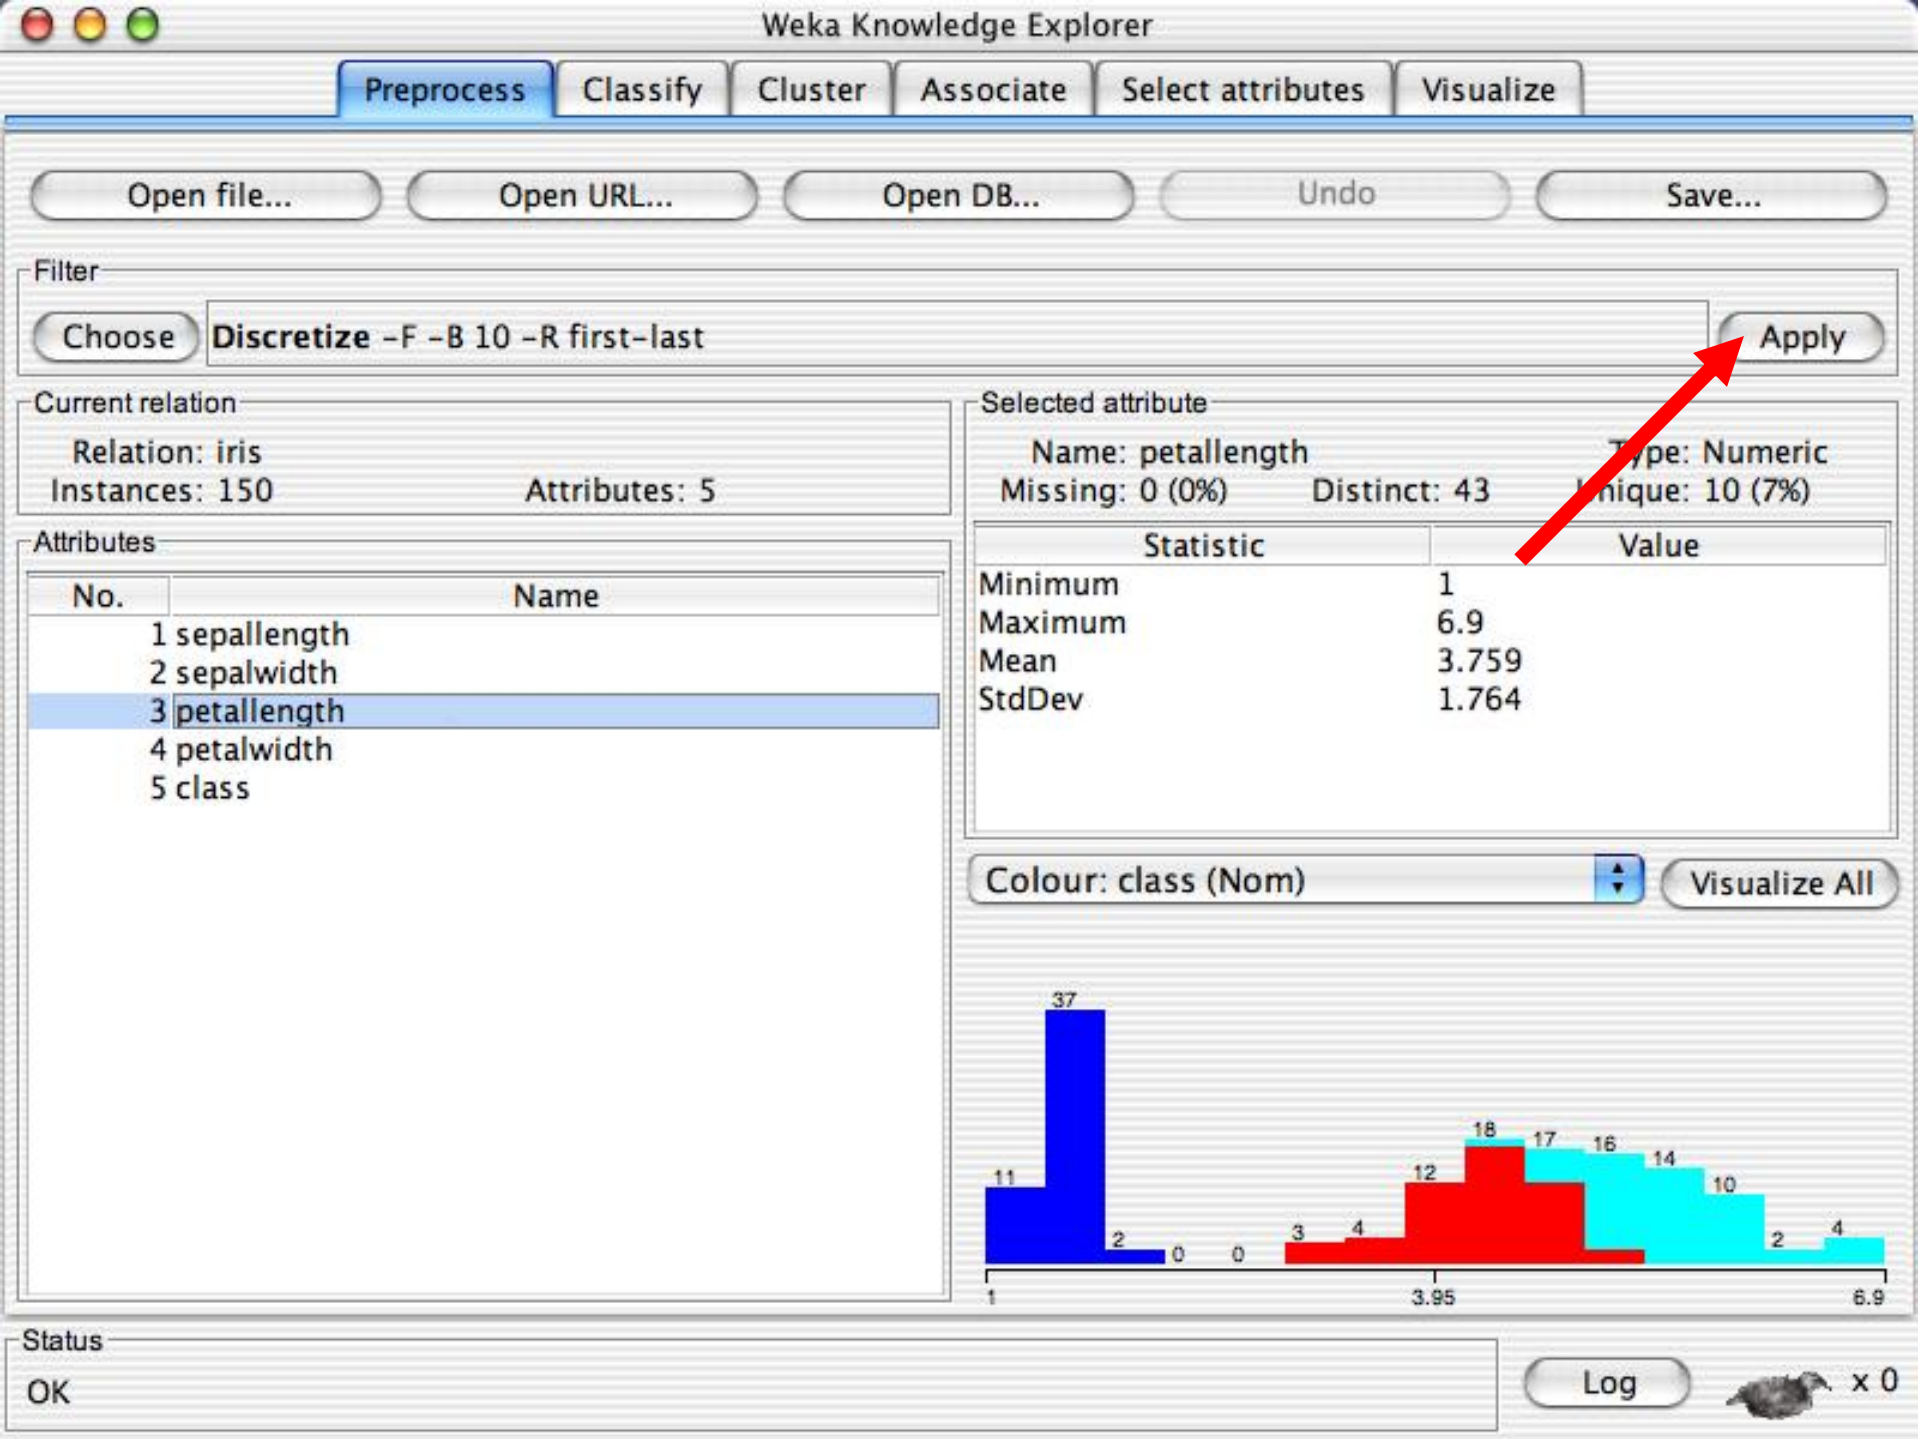 Weka Knowledge Explorer
Preprocess Classify Cluster Associate Select attributes Visualize
Open file... Open URL... Open DB... Undo Save...
Filter
Choose Discretize -F -B 10 -R first-last Apply
Current relation
Relation: iris
Instances: 150 Attributes: 5
Selected attribute
Name: petallength Type: Numeric
Missing: 0 (0%) Distinct: 43 Unique: 10 (7%)
Attributes
No. Name
1 sepallength
2 sepalwidth
3 petallength
4 petalwidth
5 class
Statistic Value
Minimum 1
Maximum 6.9
Mean 3.759
StdDev 1.764
Colour: class (Nom) Visualize All
11 37 2 0 0 3 4 12 18 17 16 14 10 2 4
1 3.95 6.9
Status
OK
Log x 0